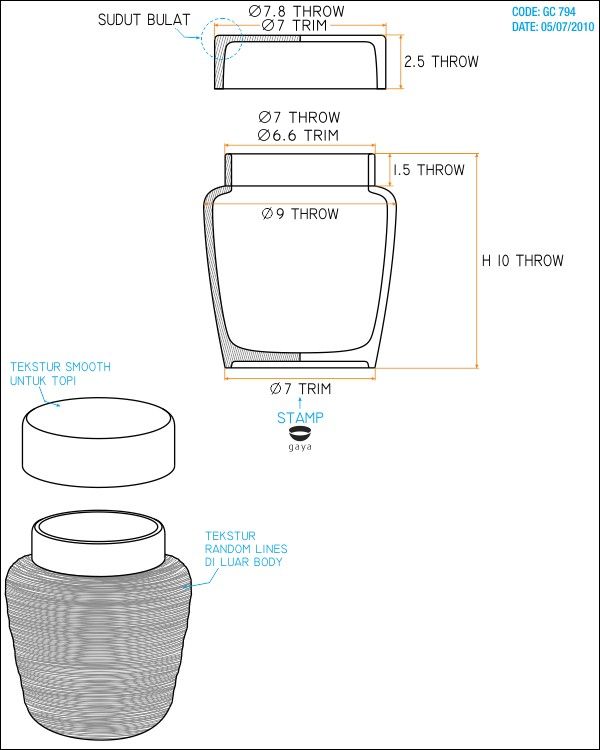 CODE: GC 794
DATE: 05/07/2010
Ø7.8 THROW
Ø7 TRIM
SUDUT BULAT
2.5 THROW
Ø7 THROW
Ø6.6 TRIM
1.5 THROW
Ø9 THROW
H 10 THROW
Ø7 TRIM
STAMP
gaya
TEKSTUR SMOOTH
UNTUK TOPI
TEKSTUR
RANDOM LINES
DI LUAR BODY